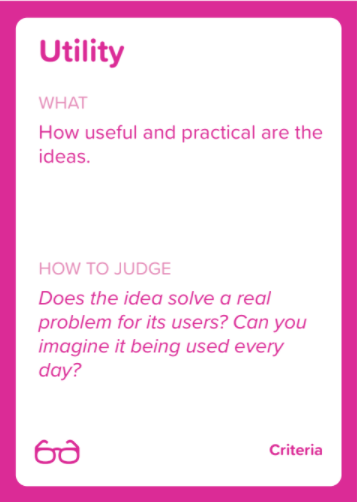 Utility
WHAT
How useful and practical are the
ideas.
HOW TO JUDGE
Does the idea solve a real
problem for its users? Can you
imagine it being used every
day?
Criteria